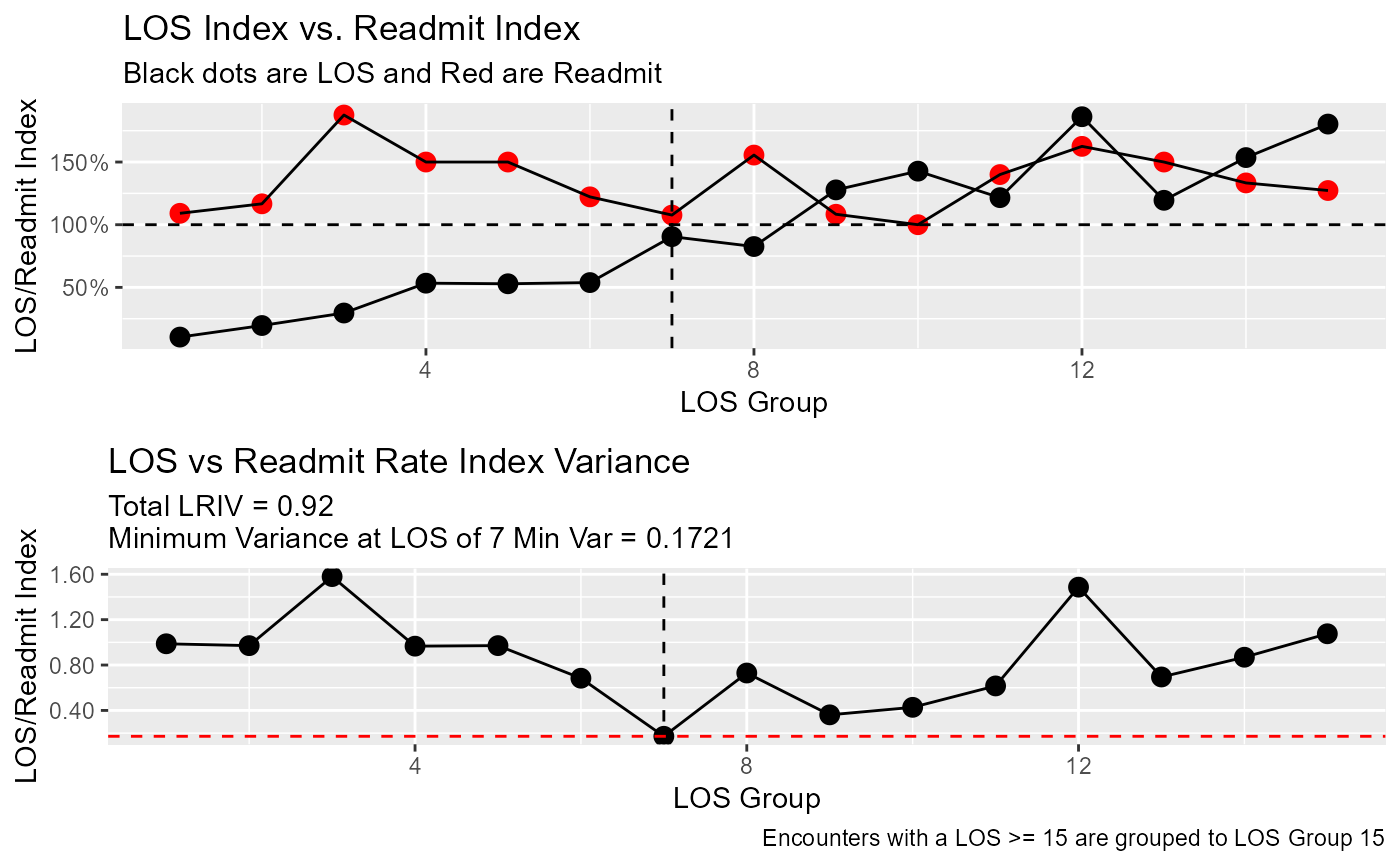 LOS Index vs. Readmit Index
Black dots are LOS and Red are Readmit
LOS/Readmit Index
150%
100%
50%
4
8
12
LOS Group
LOS vs Readmit Rate Index Variance
Total LRIV = 0.92
Minimum Variance at LOS of 7 Min Var = 0.1721
LOS/Readmit Index
1.60
1.20
0.80
0.40
4
8
12
LOS Group
Encounters with a LOS >= 15 are grouped to LOS Group 15